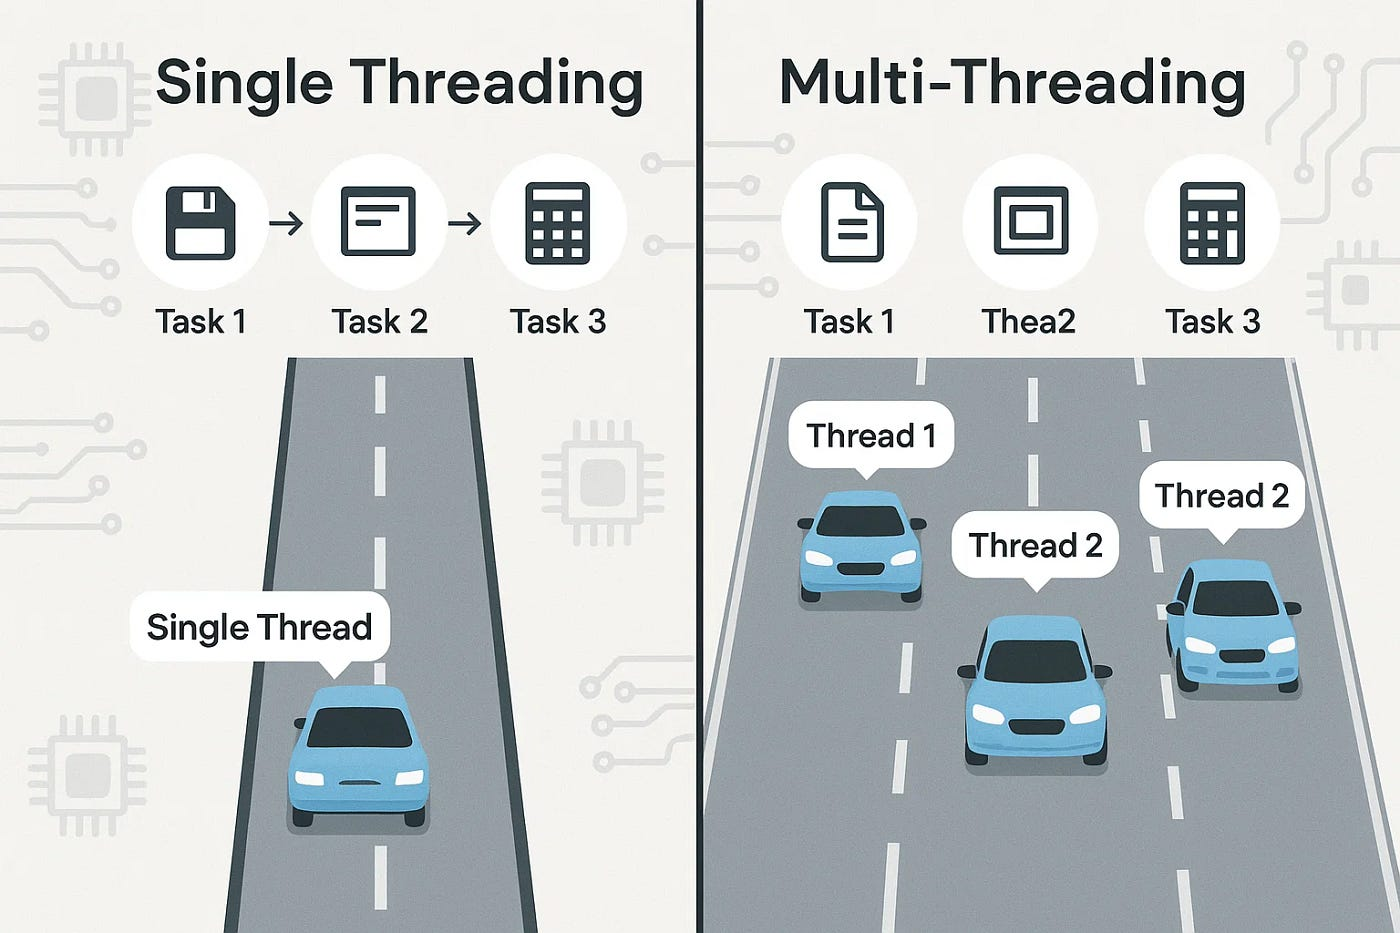 Single Threading
Task 1
Task 2
Task 3
Single Thread
Multi-Threading
Task 1
Thea2
Task 3
Thread 1
Thread 2
Thread 2